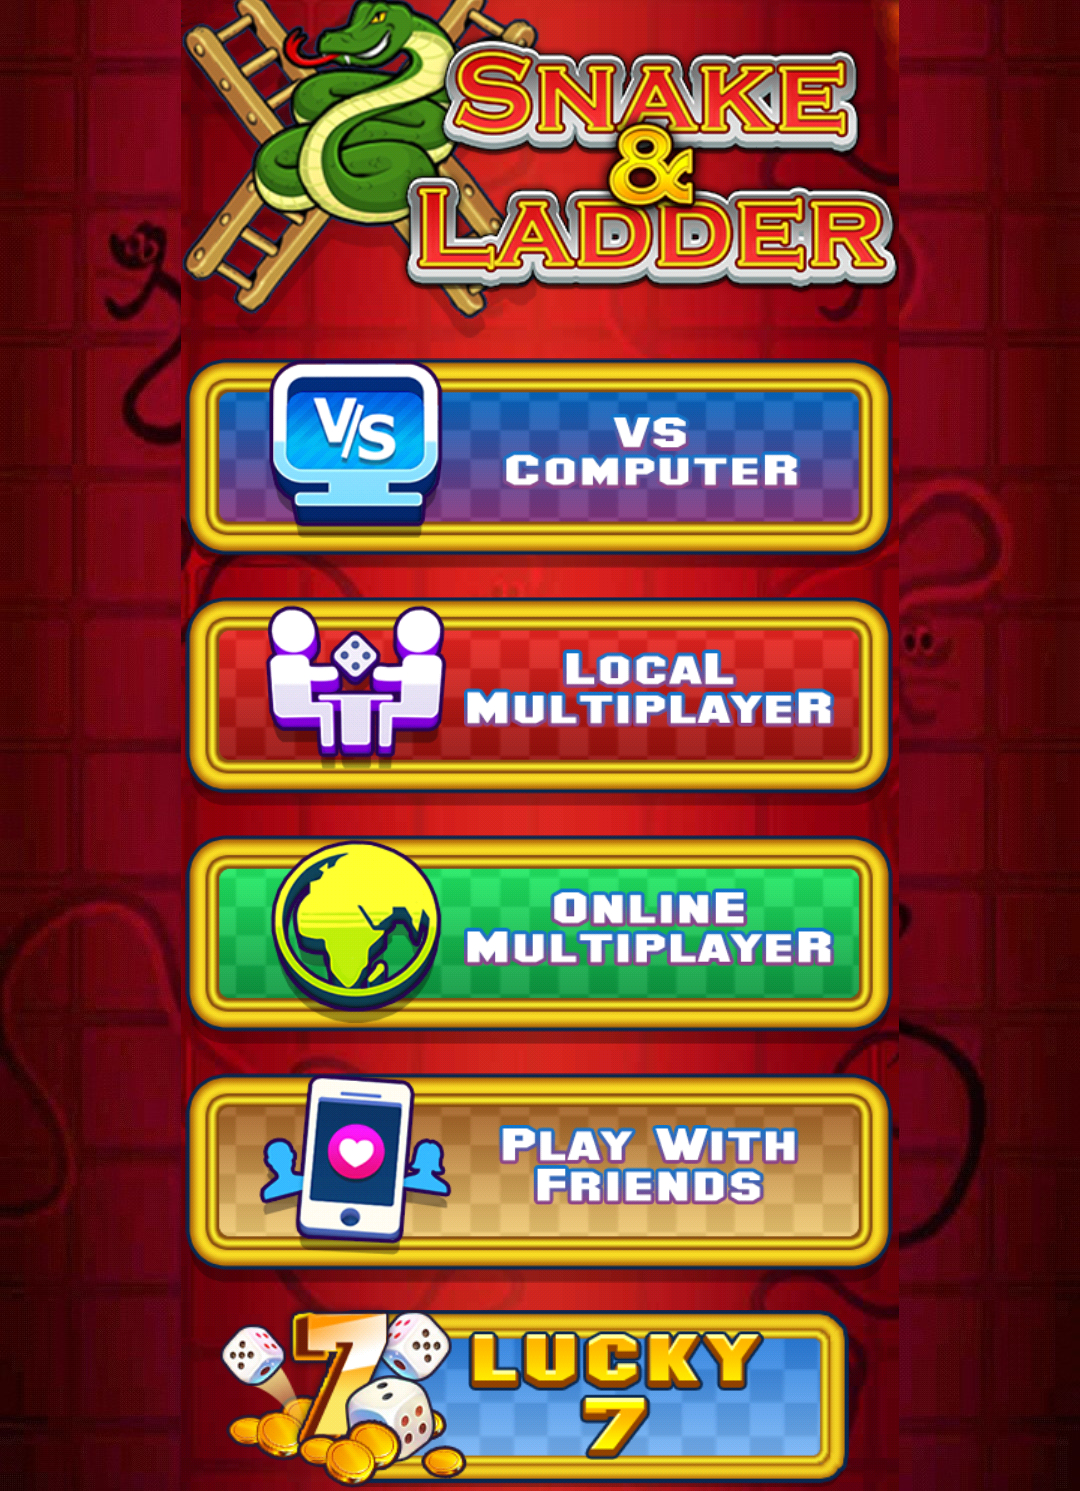 SNAKE
&
LADDER
V/S
VS
COMPUTER
LOCAL
MULTIPLAYER
ONLINE
MULTIPLAYER
PLAY WITH
FRIENDS
7
LUCKY
7